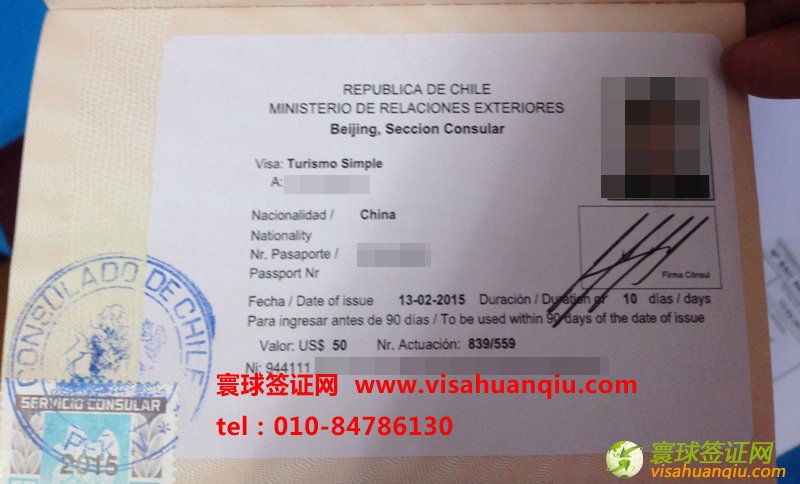 REPUBLICA DE CHILE
MINISTERIO DE RELACIONES EXTERIORES
Beijing, Seccion Consular
Visa: Turismo Simple
A:
Nacionalidad / China
Nationality
Nr. Pasaporte /
Passport Nr
Firma Cónsul
Fecha / Date of issue 13-02-2015 Duración / Duration of 10 días / days
Para ingresar antes de 90 días / To be used within 90 days of the date of issue
Valor: US$ 50 Nr. Actuación: 839/559
Ni: 944111
CONSULADO DE CHILE
SERVICIO CONSULAR
2015
寰球签证网 www.visahuanqiu.com
tel：010-84786130
寰球签证网
visahuanqiu.com